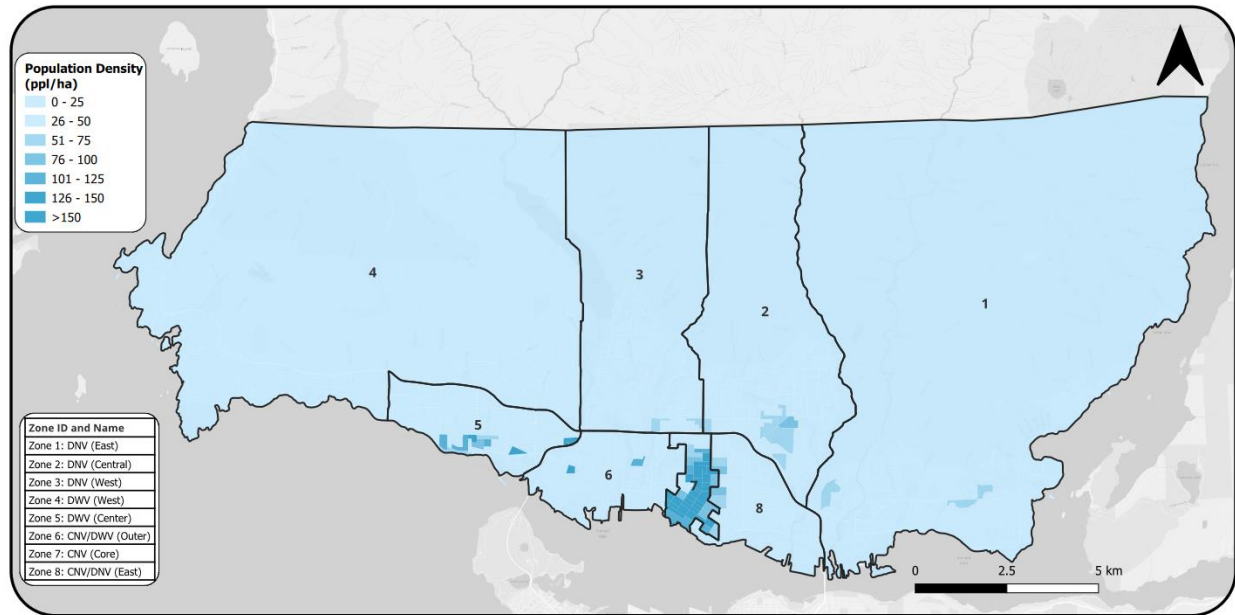 Population Density
(ppl/ha)
0 - 25
26 - 50
51 - 75
76 - 100
101 - 125
126 - 150
>150
4
3
2
1
5
6
8
Zone ID and Name
Zone 1: DNV (East)
Zone 2: DNV (Central)
Zone 3: DNV (West)
Zone 4: DWV (West)
Zone 5: DWV (Center)
Zone 6: CNV/DWV (Outer)
Zone 7: CNV (Core)
Zone 8: CNV/DNV (East)
0 2.5 5 km